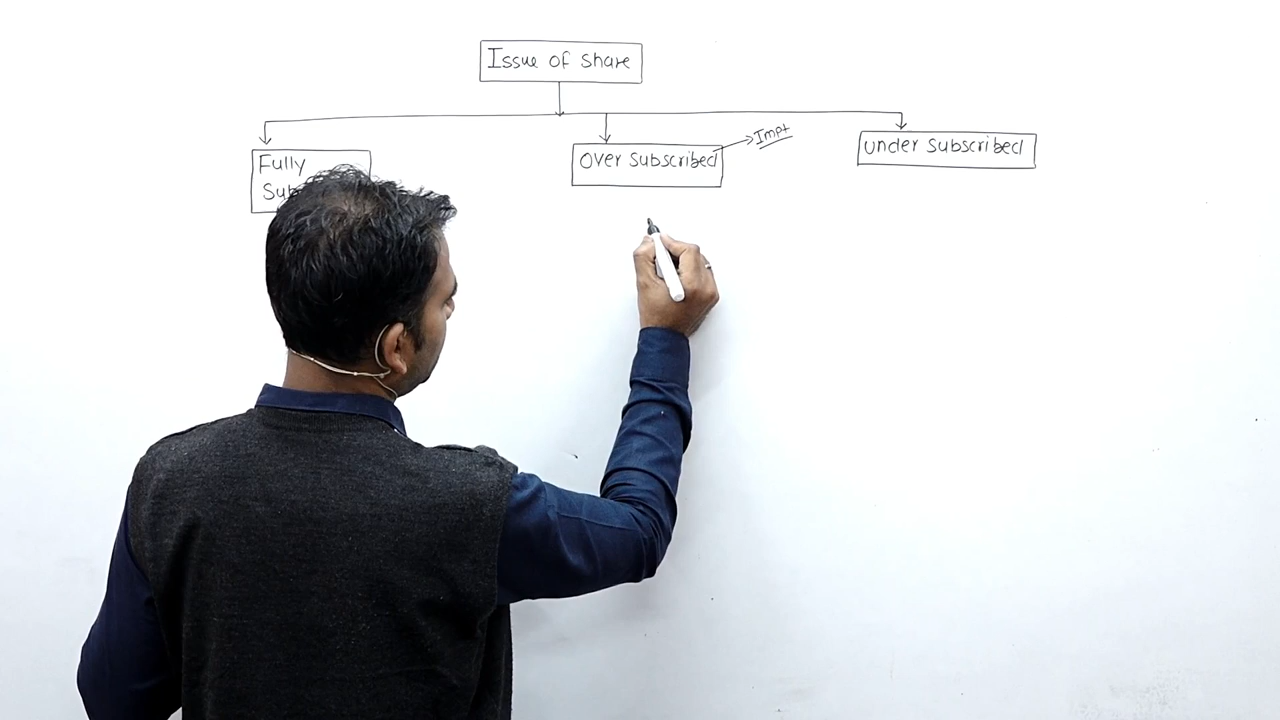 Issue of share
Fully
Over Subscribed
Impt
under Subscribed